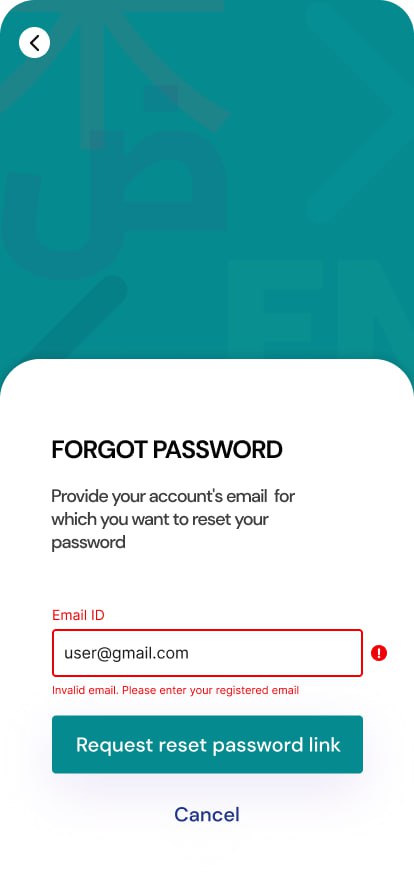 FORGOT PASSWORD
Provide your account's email for
which you want to reset your
password
Email ID
user@gmail.com
Invalid email. Please enter your registered email
Request reset password link
Cancel